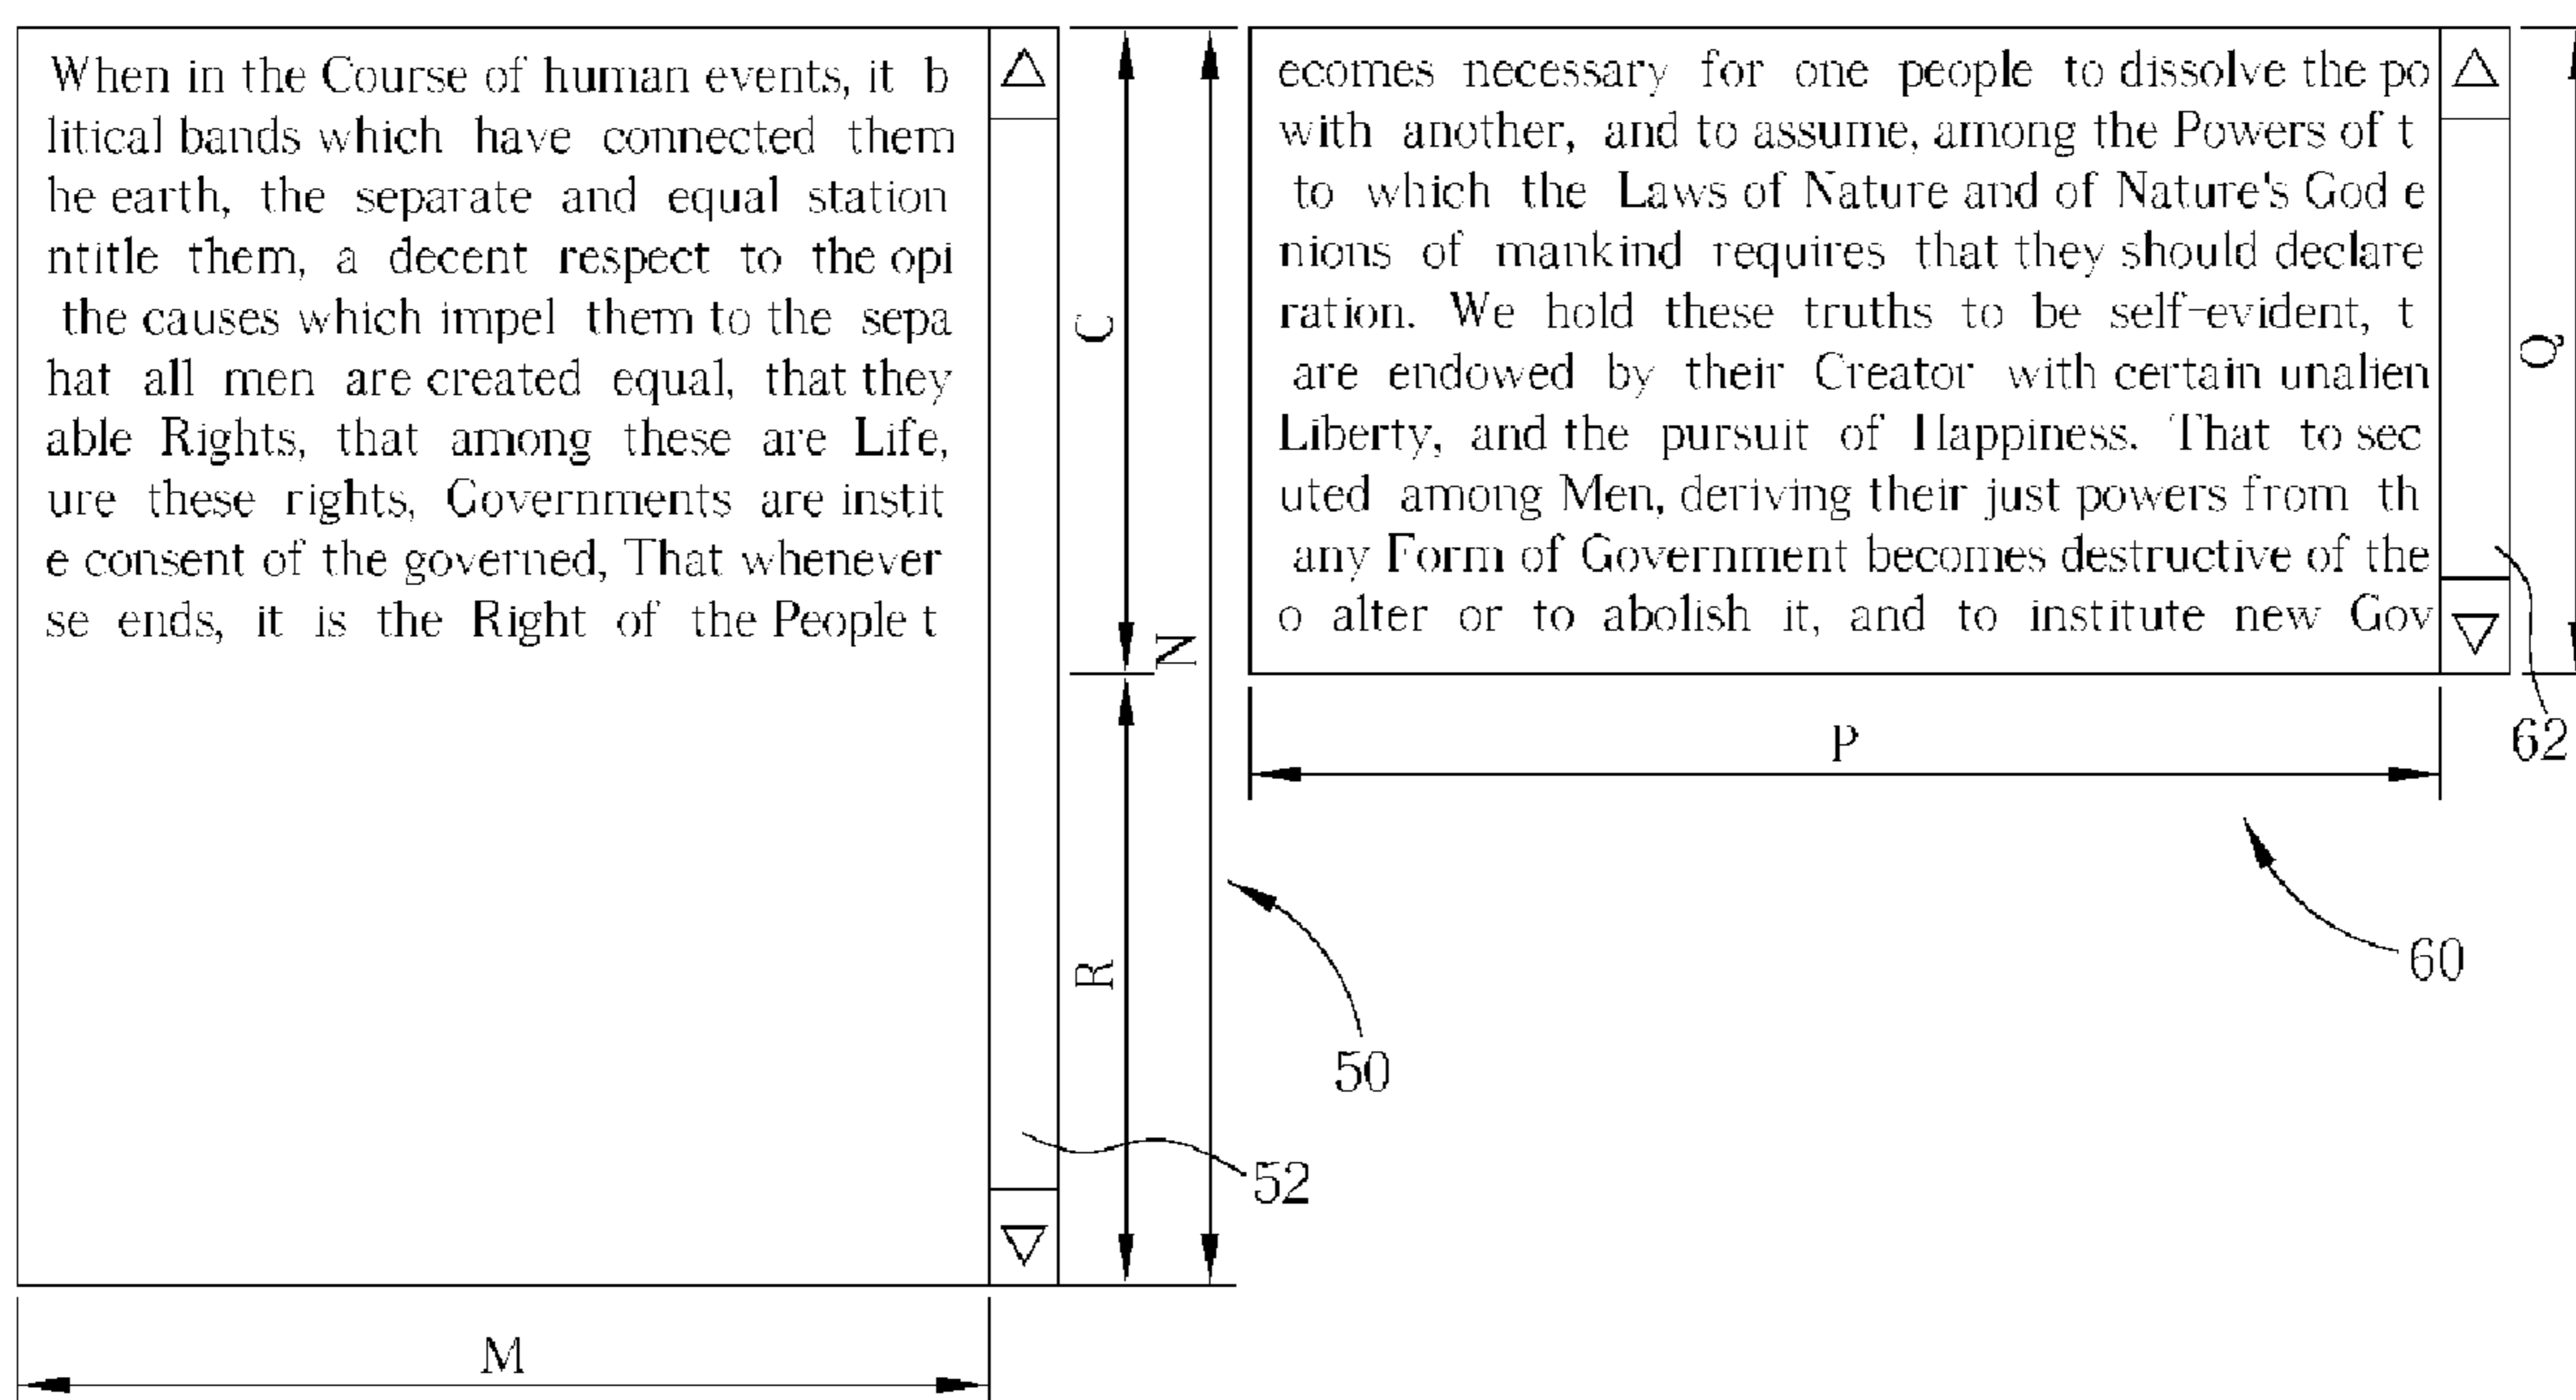 When in the Course of human events, it b
ecomes necessary for one people to dissolve the po
litical bands which have connected them
with another, and to assume, among the Powers of t
he earth, the separate and equal station
to which the Laws of Nature and of Nature's God e
ntitle them, a decent respect to the opi
nions of mankind requires that they should declare
the causes which impel them to the sepa
ration. We hold these truths to be self-evident, t
hat all men are created equal, that they
are endowed by their Creator with certain unalien
able Rights, that among these are Life,
Liberty, and the pursuit of Happiness. That to sec
ure these rights, Governments are instit
uted among Men, deriving their just powers from th
e consent of the governed, That whenever
any Form of Government becomes destructive of the
se ends, it is the Right of the People t
o alter or to abolish it, and to institute new Gov
C
N
Q
P
62
R
60
50
52
M